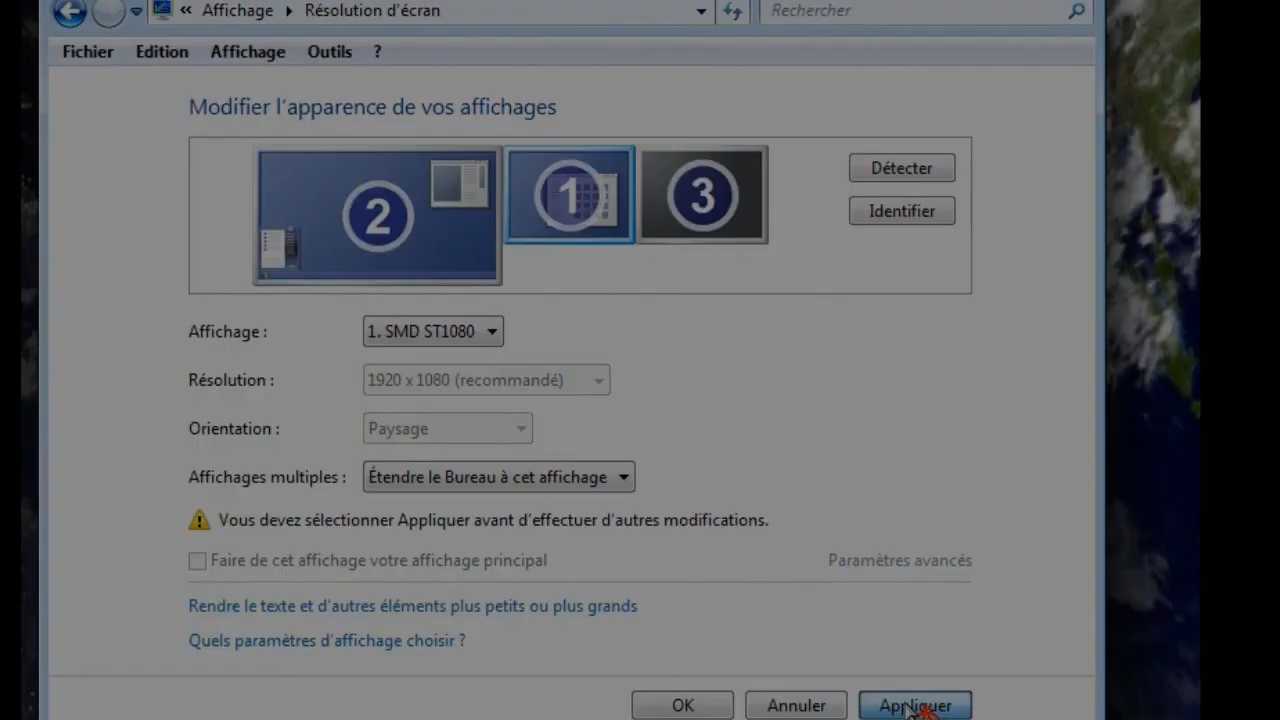 « Affichage ▸ Résolution d'écran
Rechercher
Fichier Edition Affichage Outils ?
Modifier l'apparence de vos affichages
2 1 3
Détecter
Identifier
Affichage : 1. SMD ST1080
Résolution : 1920 x 1080 (recommandé)
Orientation : Paysage
Affichages multiples : Étendre le Bureau à cet affichage
Vous devez sélectionner Appliquer avant d'effectuer d'autres modifications.
Faire de cet affichage votre affichage principal Paramètres avancés
Rendre le texte et d'autres éléments plus petits ou plus grands
Quels paramètres d'affichage choisir ?
OK Annuler Appliquer